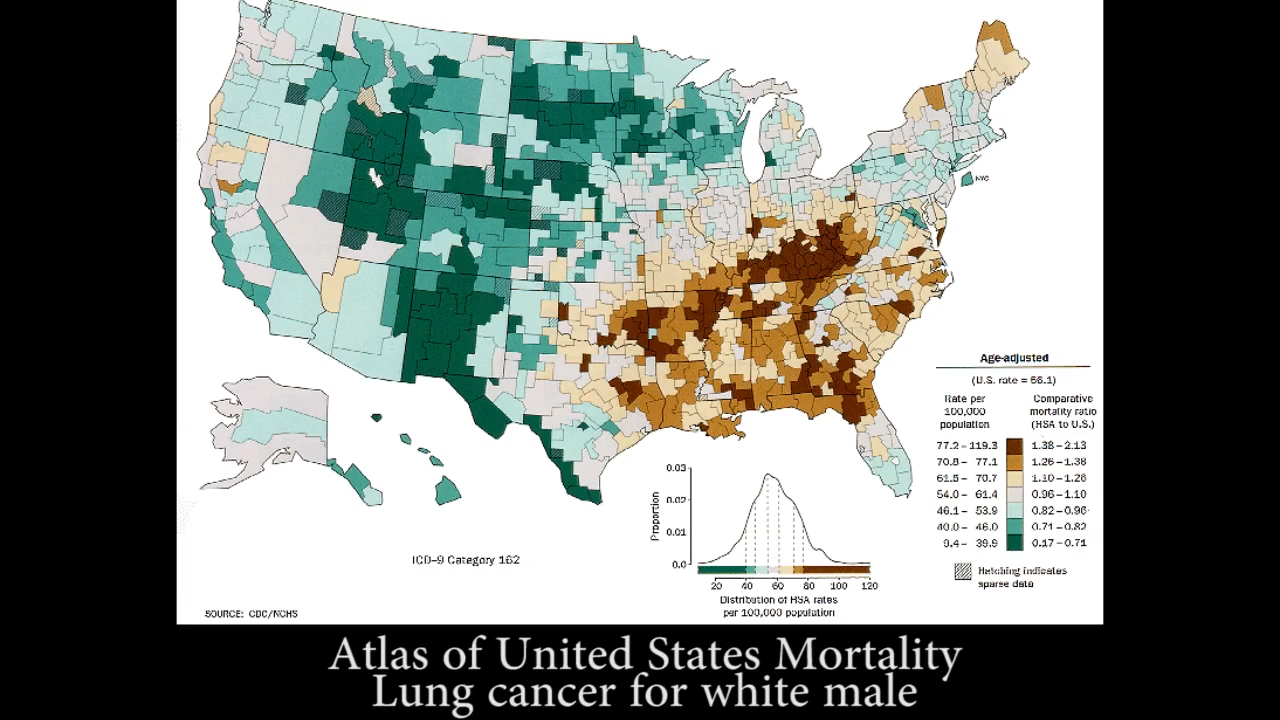 NYC
Age-adjusted
(U.S. rate = 56.1)
Rate per
100,000
population
Comparative
mortality ratio
(HSA to U.S.)
77.2 – 119.3 1.38 – 2.13
70.8 – 77.1 1.26 – 1.38
61.5 – 70.7 1.10 – 1.26
54.0 – 61.4 0.96 – 1.10
46.1 – 53.9 0.82 – 0.96
40.0 – 46.0 0.71 – 0.82
9.4 – 39.9 0.17 – 0.71
Hatching indicates
sparse data
0.03
0.02
0.01
0.0
Proportion
20 40 60 80 100 120
Distribution of HSA rates
per 100,000 population
ICD–9 Category 162
SOURCE: CDC/NCHS
Atlas of United States Mortality
Lung cancer for white male